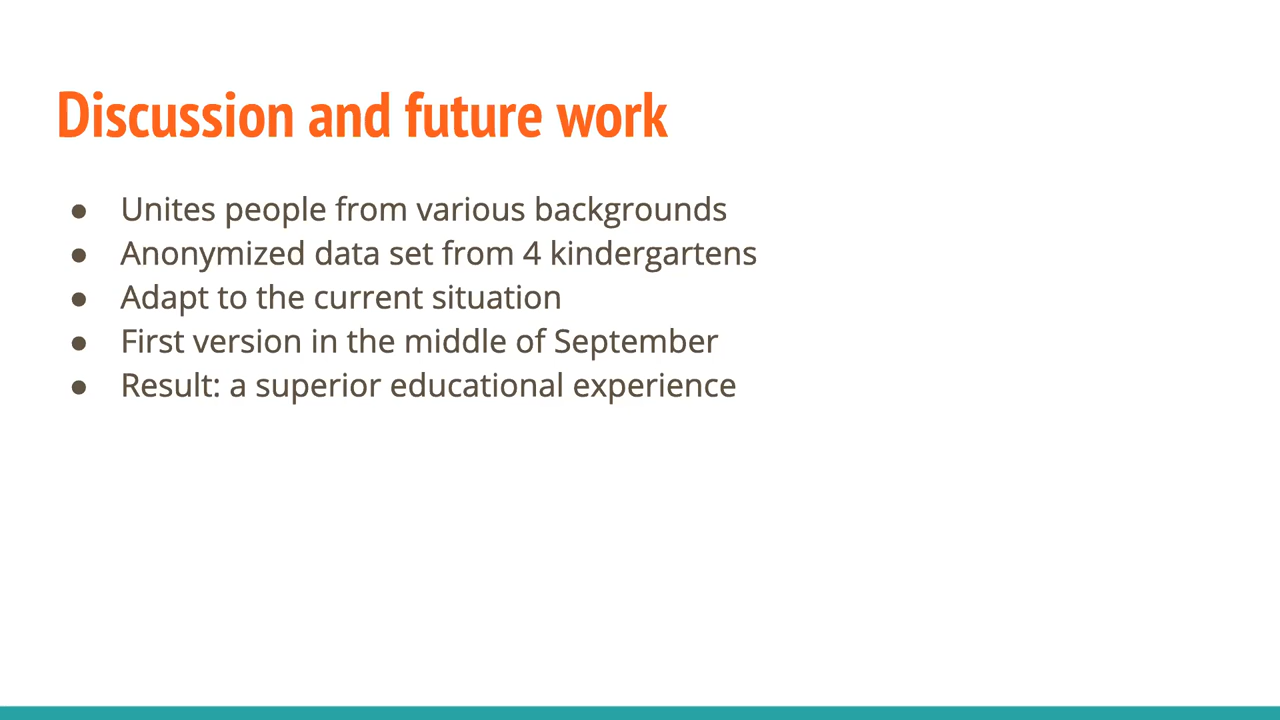 Discussion and future work
● Unites people from various backgrounds
● Anonymized data set from 4 kindergartens
● Adapt to the current situation
● First version in the middle of September
● Result: a superior educational experience